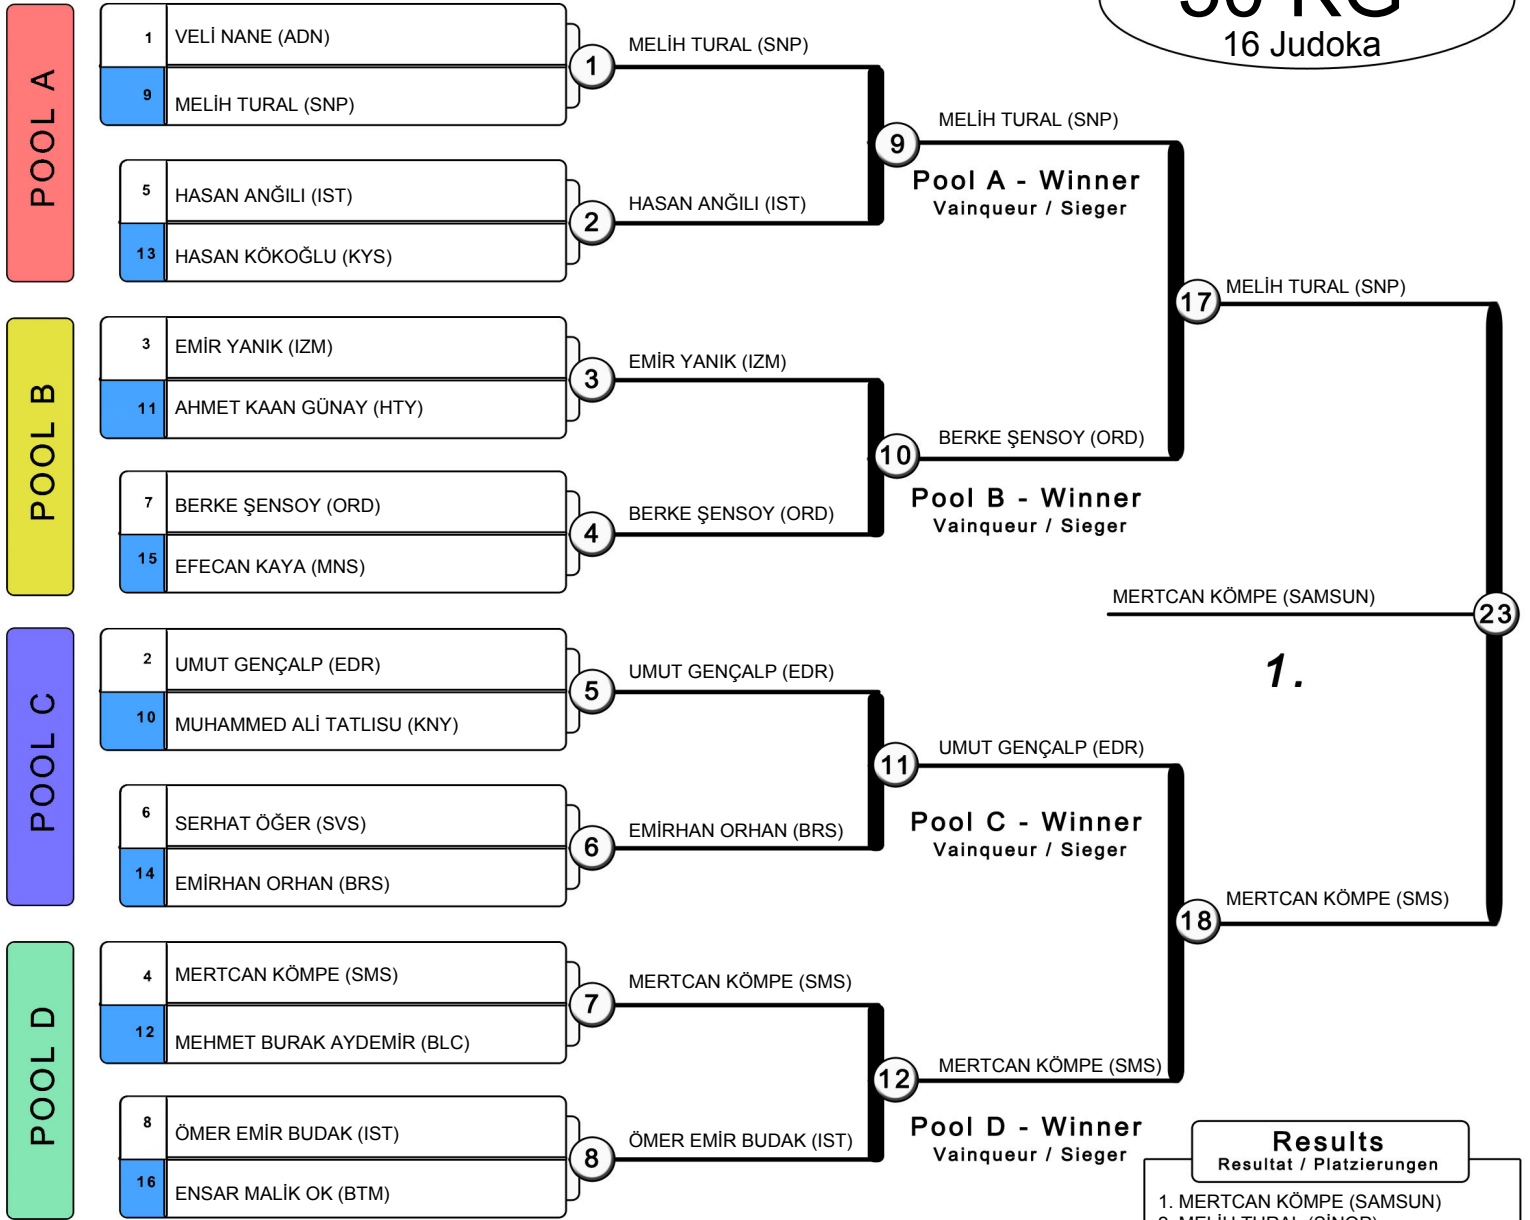 50 KG
16 Judoka
POOL A
1 VELİ NANE (ADN)
9 MELİH TURAL (SNP)
1
MELİH TURAL (SNP)
5 HASAN ANĞILI (IST)
13 HASAN KÖKOĞLU (KYS)
2
HASAN ANĞILI (IST)
9
MELİH TURAL (SNP)
Pool A - Winner
Vainqueur / Sieger
POOL B
3 EMİR YANIK (IZM)
11 AHMET KAAN GÜNAY (HTY)
3
EMİR YANIK (IZM)
7 BERKE ŞENSOY (ORD)
15 EFECAN KAYA (MNS)
4
BERKE ŞENSOY (ORD)
10
BERKE ŞENSOY (ORD)
Pool B - Winner
Vainqueur / Sieger
17
MELİH TURAL (SNP)
POOL C
2 UMUT GENÇALP (EDR)
10 MUHAMMED ALİ TATLISU (KNY)
5
UMUT GENÇALP (EDR)
6 SERHAT ÖĞER (SVS)
14 EMİRHAN ORHAN (BRS)
6
EMİRHAN ORHAN (BRS)
11
UMUT GENÇALP (EDR)
Pool C - Winner
Vainqueur / Sieger
POOL D
4 MERTCAN KÖMPE (SMS)
12 MEHMET BURAK AYDEMİR (BLC)
7
MERTCAN KÖMPE (SMS)
8 ÖMER EMİR BUDAK (IST)
16 ENSAR MALİK OK (BTM)
8
ÖMER EMİR BUDAK (IST)
12
MERTCAN KÖMPE (SMS)
Pool D - Winner
Vainqueur / Sieger
18
MERTCAN KÖMPE (SMS)
MERTCAN KÖMPE (SAMSUN)
23
1.
Results
Resultat / Platzierungen
1. MERTCAN KÖMPE (SAMSUN)
2. MELİH TURAL (SİNOP)